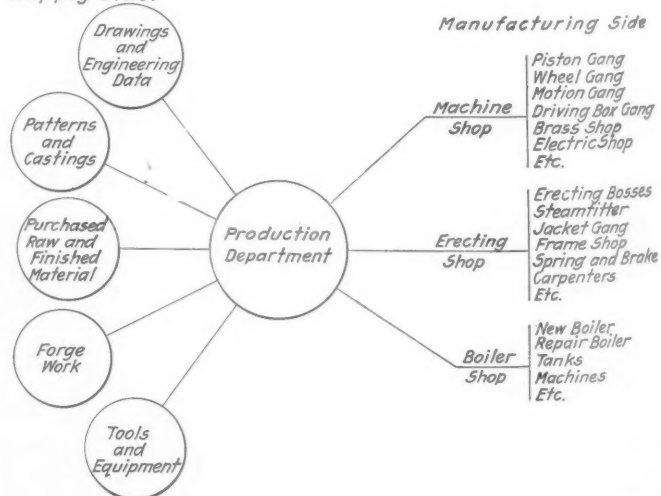 Manufacturing Side
Drawings
and
Engineering
Data
Patterns
and
Castings
Purchased
Raw and
Finished
Material
Forge
Work
Tools
and
Equipment
Production
Department
Machine
Shop
Piston Gang
Wheel Gang
Motion Gang
Driving Box Gang
Brass Shop
Electric Shop
Etc.
Erecting
Shop
Erecting Bosses
Steamfitter
Jacket Gang
Frame Shop
Spring and Brake
Carpenters
Etc.
Boiler
Shop
New Boiler
Repair Boiler
Tanks
Machines
Etc.